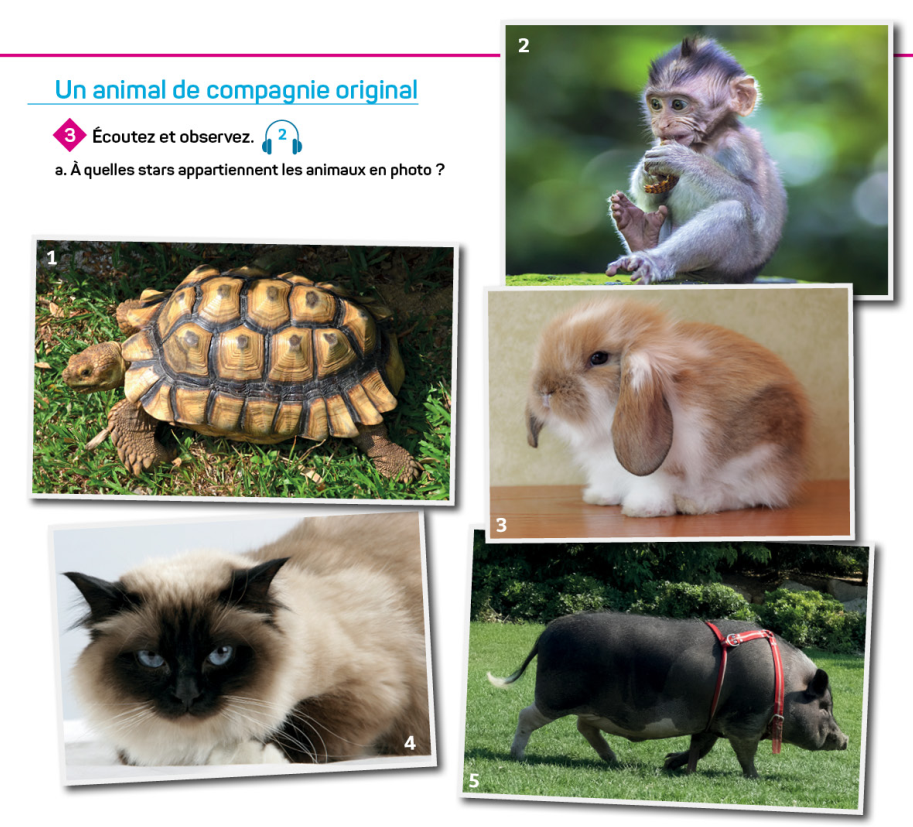 Un animal de compagnie original
3 Écoutez et observez. 2
a. À quelles stars appartiennent les animaux en photo ?
2
1
3
4
5